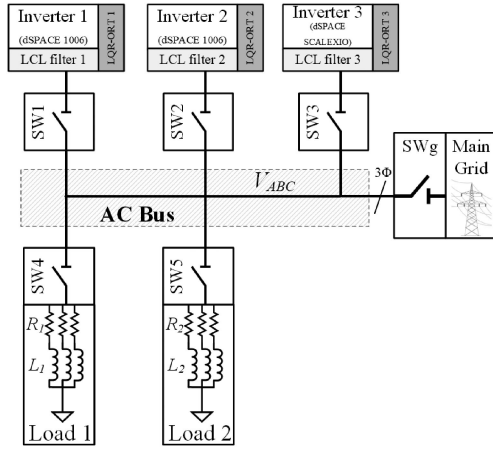 Inverter 1
(dSPACE 1006)
LCL filter 1
LQR-ORT 1
Inverter 2
(dSPACE 1006)
LCL filter 2
LQR-ORT 2
Inverter 3
(dSPACE
SCALEXIO)
LCL filter 3
LQR-ORT 3
SW1
SW2
SW3
SWg
Main
Grid
3Φ
V_ABC
AC Bus
SW4
SW5
R1
L1
Load 1
R2
L2
Load 2